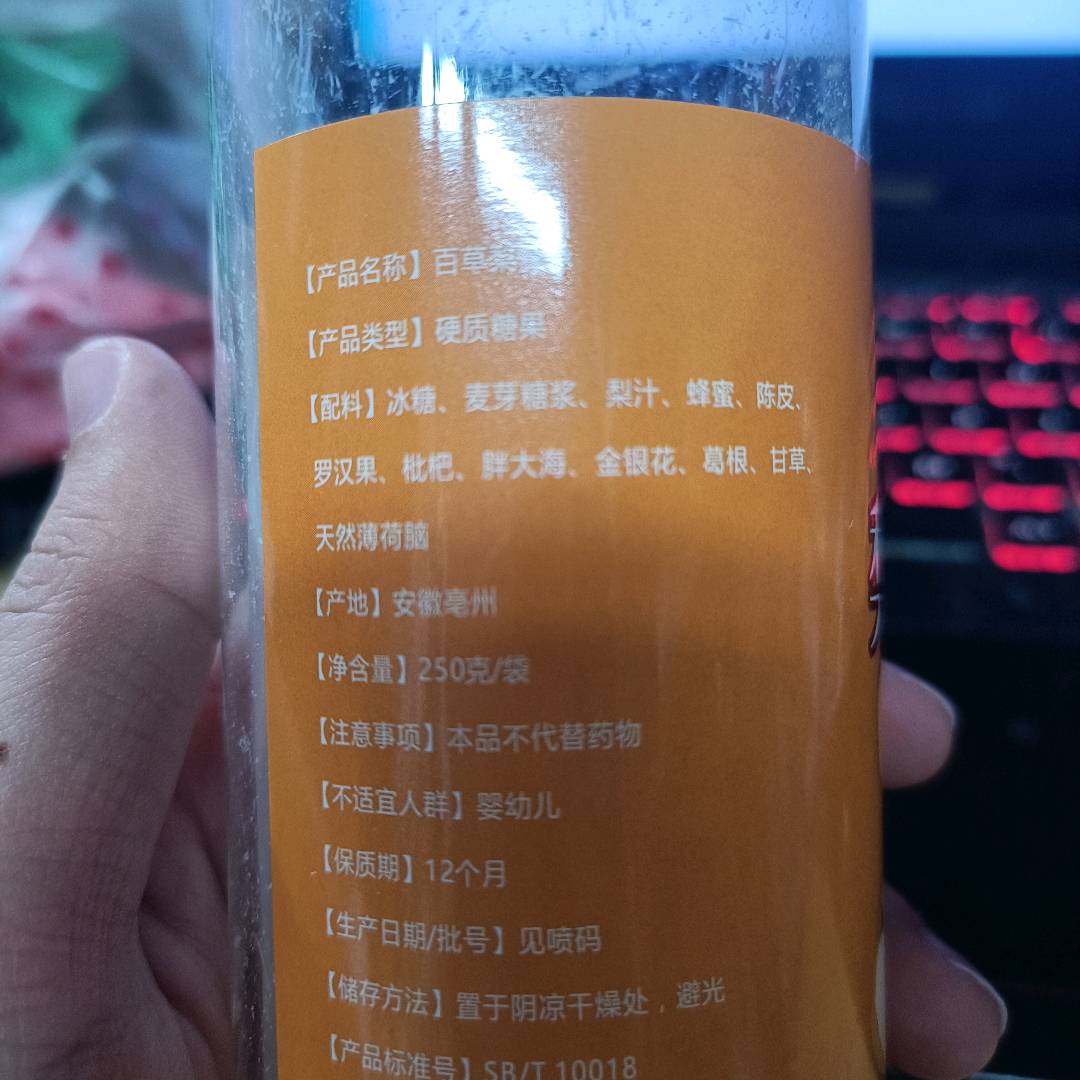 【产品名称】百草
【产品类型】硬质糖果
【配料】冰糖、麦芽糖浆、梨汁、蜂蜜、陈皮、
罗汉果、枇杷、胖大海、金银花、葛根、甘草、
天然薄荷脑
【产地】安徽亳州
【净含量】250克/袋
【注意事项】本品不代替药物
【不适宜人群】婴幼儿
【保质期】12个月
【生产日期/批号】见喷码
【储存方法】置于阴凉干燥处，避光
【产品标准号】SB/T 10018